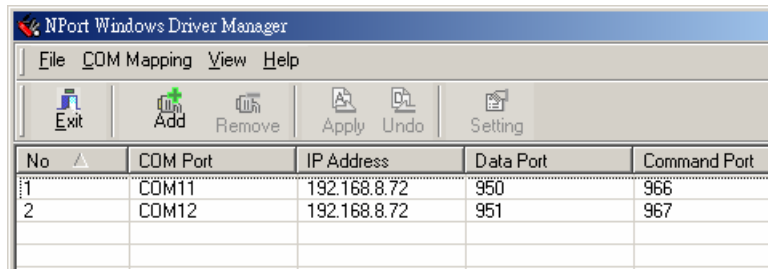 NPort Windows Driver Manager
File COM Mapping View Help
Exit Add Remove Apply Undo Setting
No COM Port IP Address Data Port Command Port
1 COM11 192.168.8.72 950 966
2 COM12 192.168.8.72 951 967